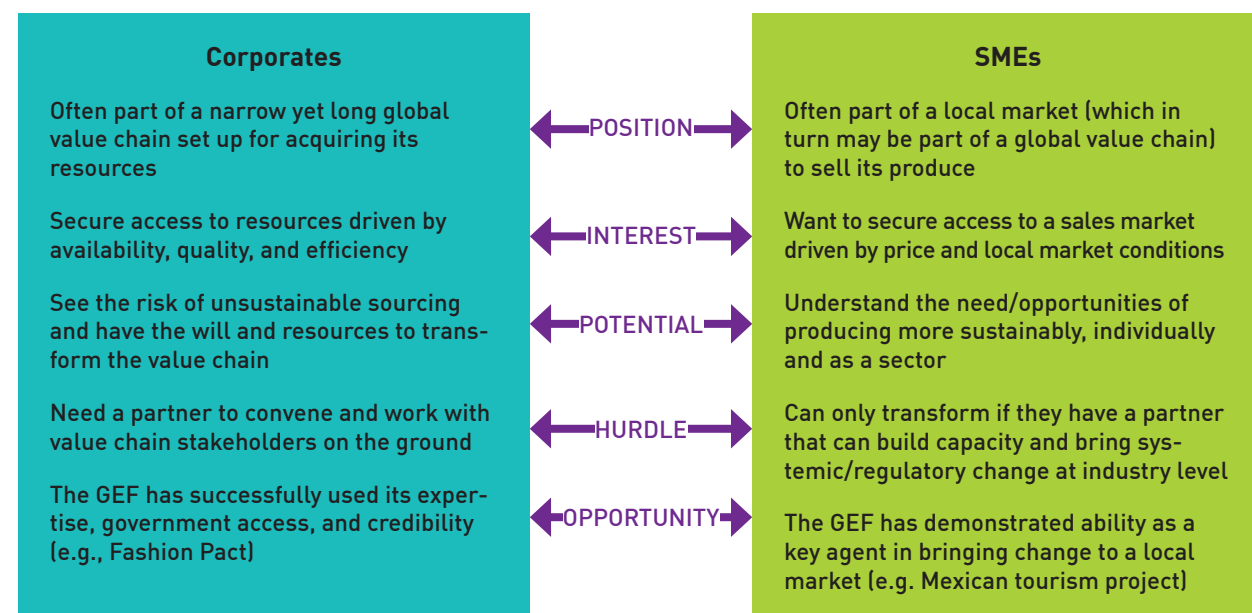 Corporates
Often part of a narrow yet long global
value chain set up for acquiring its
resources
Secure access to resources driven by
availability, quality, and efficiency
See the risk of unsustainable sourcing
and have the will and resources to trans-
form the value chain
Need a partner to convene and work with
value chain stakeholders on the ground
The GEF has successfully used its exper-
tise, government access, and credibility
(e.g., Fashion Pact)
POSITION
INTEREST
POTENTIAL
HURDLE
OPPORTUNITY
SMEs
Often part of a local market (which in
turn may be part of a global value chain)
to sell its produce
Want to secure access to a sales market
driven by price and local market conditions
Understand the need/opportunities of
producing more sustainably, individually
and as a sector
Can only transform if they have a partner
that can build capacity and bring sys-
temic/regulatory change at industry level
The GEF has demonstrated ability as a
key agent in bringing change to a local
market (e.g. Mexican tourism project)